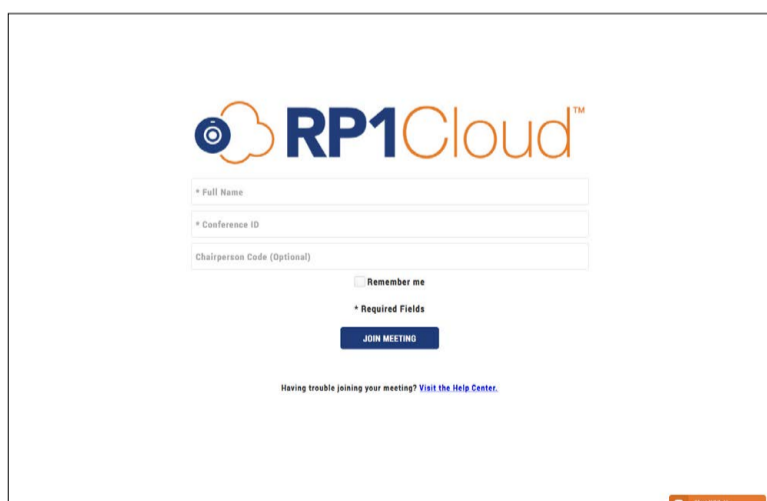 RP1Cloud™
* Full Name
* Conference ID
Chairperson Code (Optional)
Remember me
* Required Fields
JOIN MEETING
Having trouble joining your meeting? Visit the Help Center.